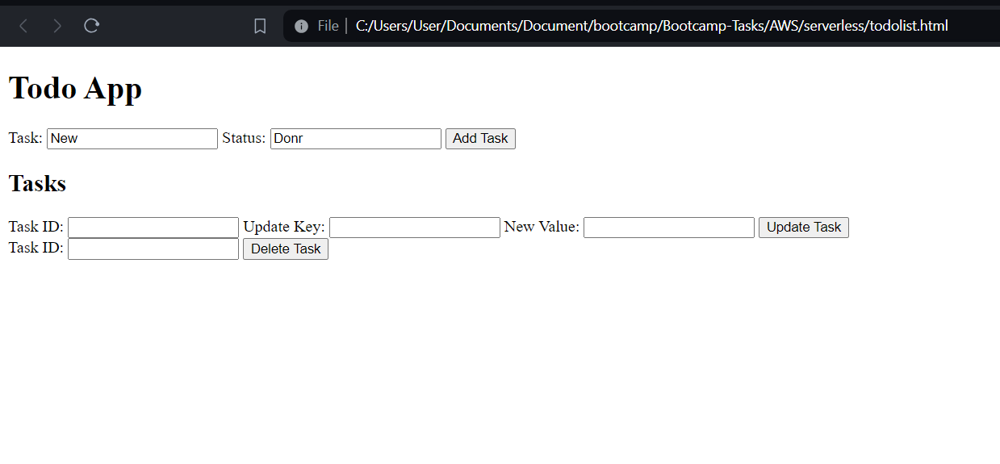 File | C:/Users/User/Documents/Document/bootcamp/Bootcamp-Tasks/AWS/serverless/todolist.html
Todo App
Task: New Status: Donr Add Task
Tasks
Task ID: Update Key: New Value: Update Task
Task ID: Delete Task